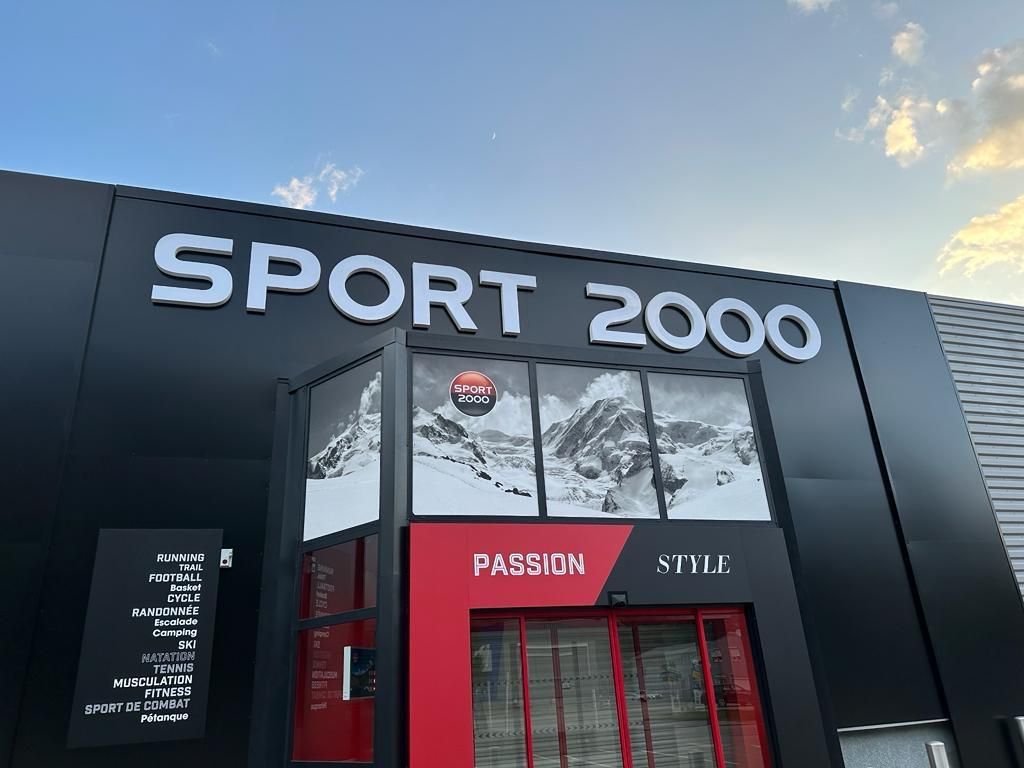 SPORT 2000
SPORT
2000
PASSION
STYLE
RUNNING
TRAIL
FOOTBALL
Basket
CYCLE
RANDONNÉE
Escalade
Camping
SKI
NATATION
TENNIS
MUSCULATION
FITNESS
SPORT DE COMBAT
Pétanque